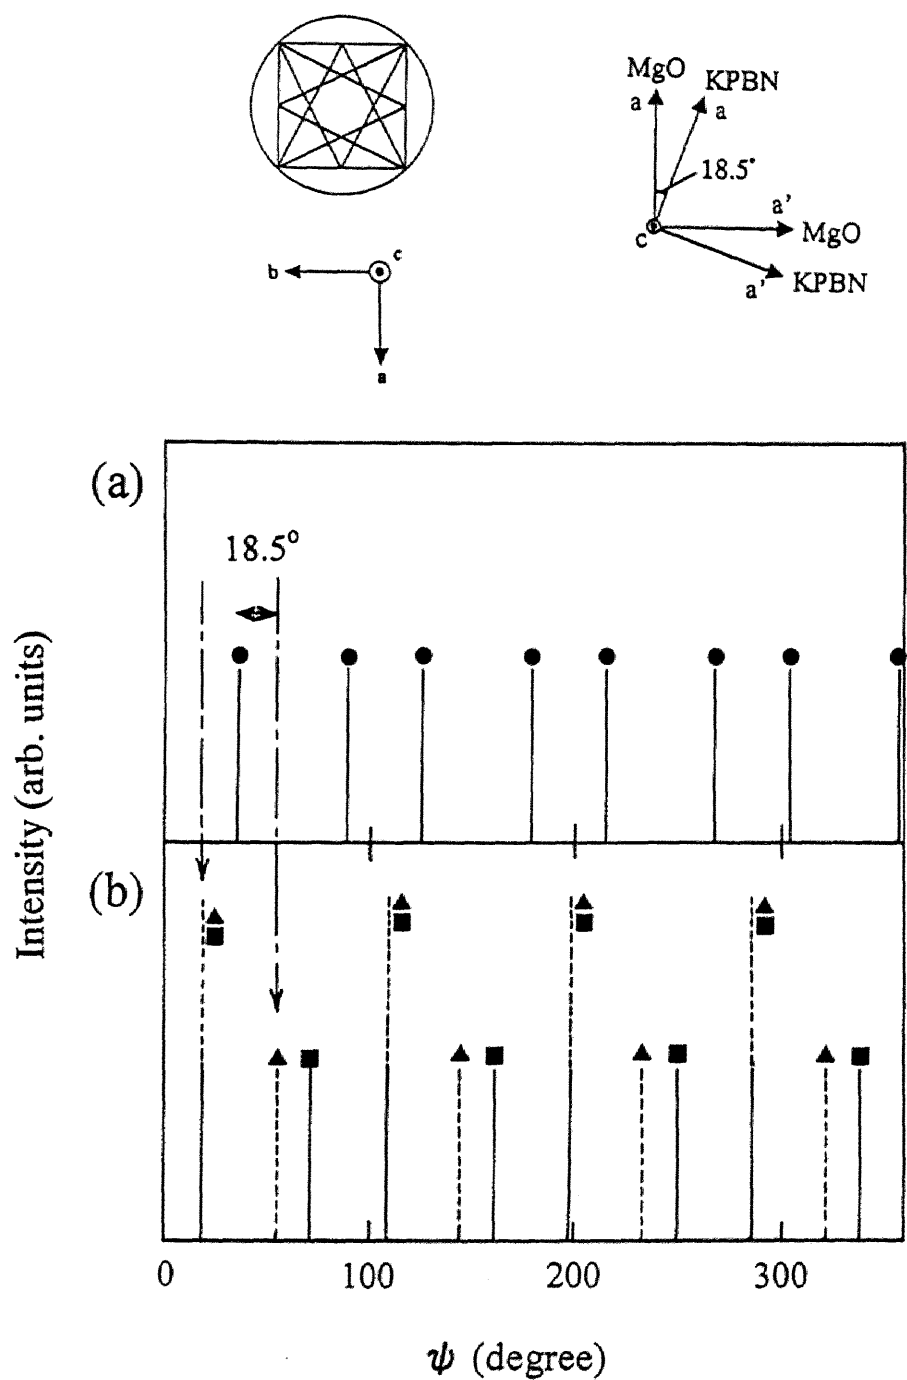 MgO
KPBN
a
a
18.5°
a'
c
MgO
a'
KPBN
c
b
a
(a)
18.5°
Intensity (arb. units)
(b)
0 100 200 300
ψ (degree)